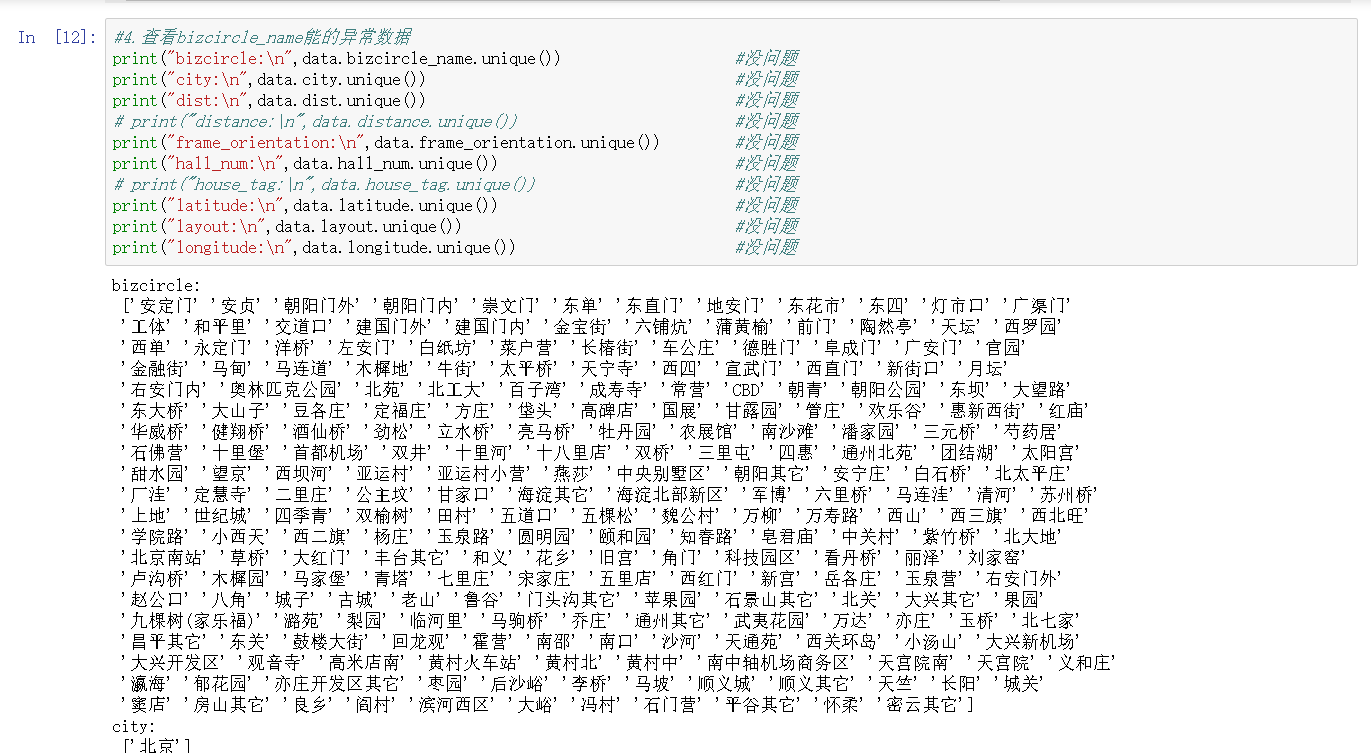 In [12]:
#4.查看bizcircle_name能的异常数据
print("bizcircle:\n",data.bizcircle_name.unique()) #没问题
print("city:\n",data.city.unique()) #没问题
print("dist:\n",data.dist.unique()) #没问题
# print("distance:\n",data.distance.unique()) #没问题
print("frame_orientation:\n",data.frame_orientation.unique()) #没问题
print("hall_num:\n",data.hall_num.unique()) #没问题
# print("house_tag:\n",data.house_tag.unique()) #没问题
print("latitude:\n",data.latitude.unique()) #没问题
print("layout:\n",data.layout.unique()) #没问题
print("longitude:\n",data.longitude.unique()) #没问题
bizcircle:
['安定门' '安贞' '朝阳门外' '朝阳门内' '崇文门' '东单' '东直门' '地安门' '东花市' '东四' '灯市口' '广渠门'
'工体' '和平里' '交道口' '建国门外' '建国门内' '金宝街' '六铺炕' '蒲黄榆' '前门' '陶然亭' '天坛' '西罗园'
'西单' '永定门' '洋桥' '左安门' '白纸坊' '菜户营' '长椿街' '车公庄' '德胜门' '阜成门' '广安门' '官园'
'金融街' '马甸' '马连道' '木樨地' '牛街' '太平桥' '天宁寺' '西四' '宣武门' '西直门' '新街口' '月坛'
'右安门内' '奥林匹克公园' '北苑' '北工大' '百子湾' '成寿寺' '常营' 'CBD' '朝青' '朝阳公园' '东坝' '大望路'
'东大桥' '大山子' '豆各庄' '定福庄' '方庄' '垡头' '高碑店' '国展' '甘露园' '管庄' '欢乐谷' '惠新西街' '红庙'
'华威桥' '健翔桥' '酒仙桥' '劲松' '立水桥' '亮马桥' '牡丹园' '农展馆' '南沙滩' '潘家园' '三元桥' '芍药居'
'石佛营' '十里堡' '首都机场' '双井' '十里河' '十八里店' '双桥' '三里屯' '四惠' '通州北苑' '团结湖' '太阳宫'
'甜水园' '望京' '西坝河' '亚运村' '亚运村小营' '燕莎' '中央别墅区' '朝阳其它' '安宁庄' '白石桥' '北太平庄'
'厂洼' '定慧寺' '二里庄' '公主坟' '甘家口' '海淀其它' '海淀北部新区' '军博' '六里桥' '马连洼' '清河' '苏州桥'
'上地' '世纪城' '四季青' '双榆树' '田村' '五道口' '五棵松' '魏公村' '万柳' '万寿路' '西山' '西三旗' '西北旺'
'学院路' '小西天' '西二旗' '杨庄' '玉泉路' '圆明园' '颐和园' '知春路' '皂君庙' '中关村' '紫竹桥' '北大地'
'北京南站' '草桥' '大红门' '丰台其它' '和义' '花乡' '旧宫' '角门' '科技园区' '看丹桥' '丽泽' '刘家窑'
'卢沟桥' '木樨园' '马家堡' '青塔' '七里庄' '宋家庄' '五里店' '西红门' '新宫' '岳各庄' '玉泉营' '右安门外'
'赵公口' '八角' '城子' '古城' '老山' '鲁谷' '门头沟其它' '苹果园' '石景山其它' '北关' '大兴其它' '果园'
'九棵树(家乐福)' '潞苑' '梨园' '临河里' '马驹桥' '乔庄' '通州其它' '武夷花园' '万达' '亦庄' '玉桥' '北七家'
'昌平其它' '东关' '鼓楼大街' '回龙观' '霍营' '南邵' '南口' '沙河' '天通苑' '西关环岛' '小汤山' '大兴新机场'
'大兴开发区' '观音寺' '高米店南' '黄村火车站' '黄村北' '黄村中' '南中轴机场商务区' '天宫院南' '天宫院' '义和庄'
'瀛海' '郁花园' '亦庄开发区其它' '枣园' '后沙峪' '李桥' '马坡' '顺义城' '顺义其它' '天竺' '长阳' '城关'
'窦店' '房山其它' '良乡' '阎村' '滨河西区' '大峪' '冯村' '石门营' '平谷其它' '怀柔' '密云其它']
city:
['北京']